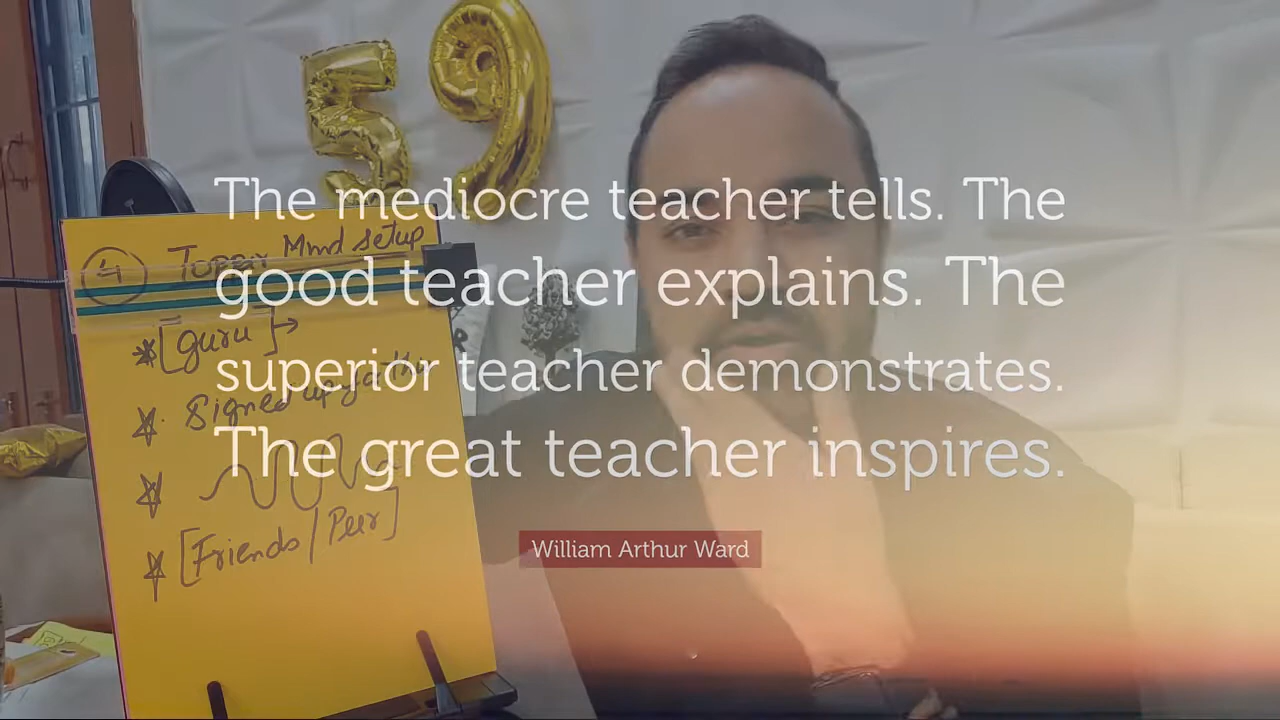 59
The mediocre teacher tells. The
good teacher explains. The
superior teacher demonstrates.
The great teacher inspires.
William Arthur Ward
4 Topper Mind setup
* [guru]→
Signed up
[Friends/Peer]